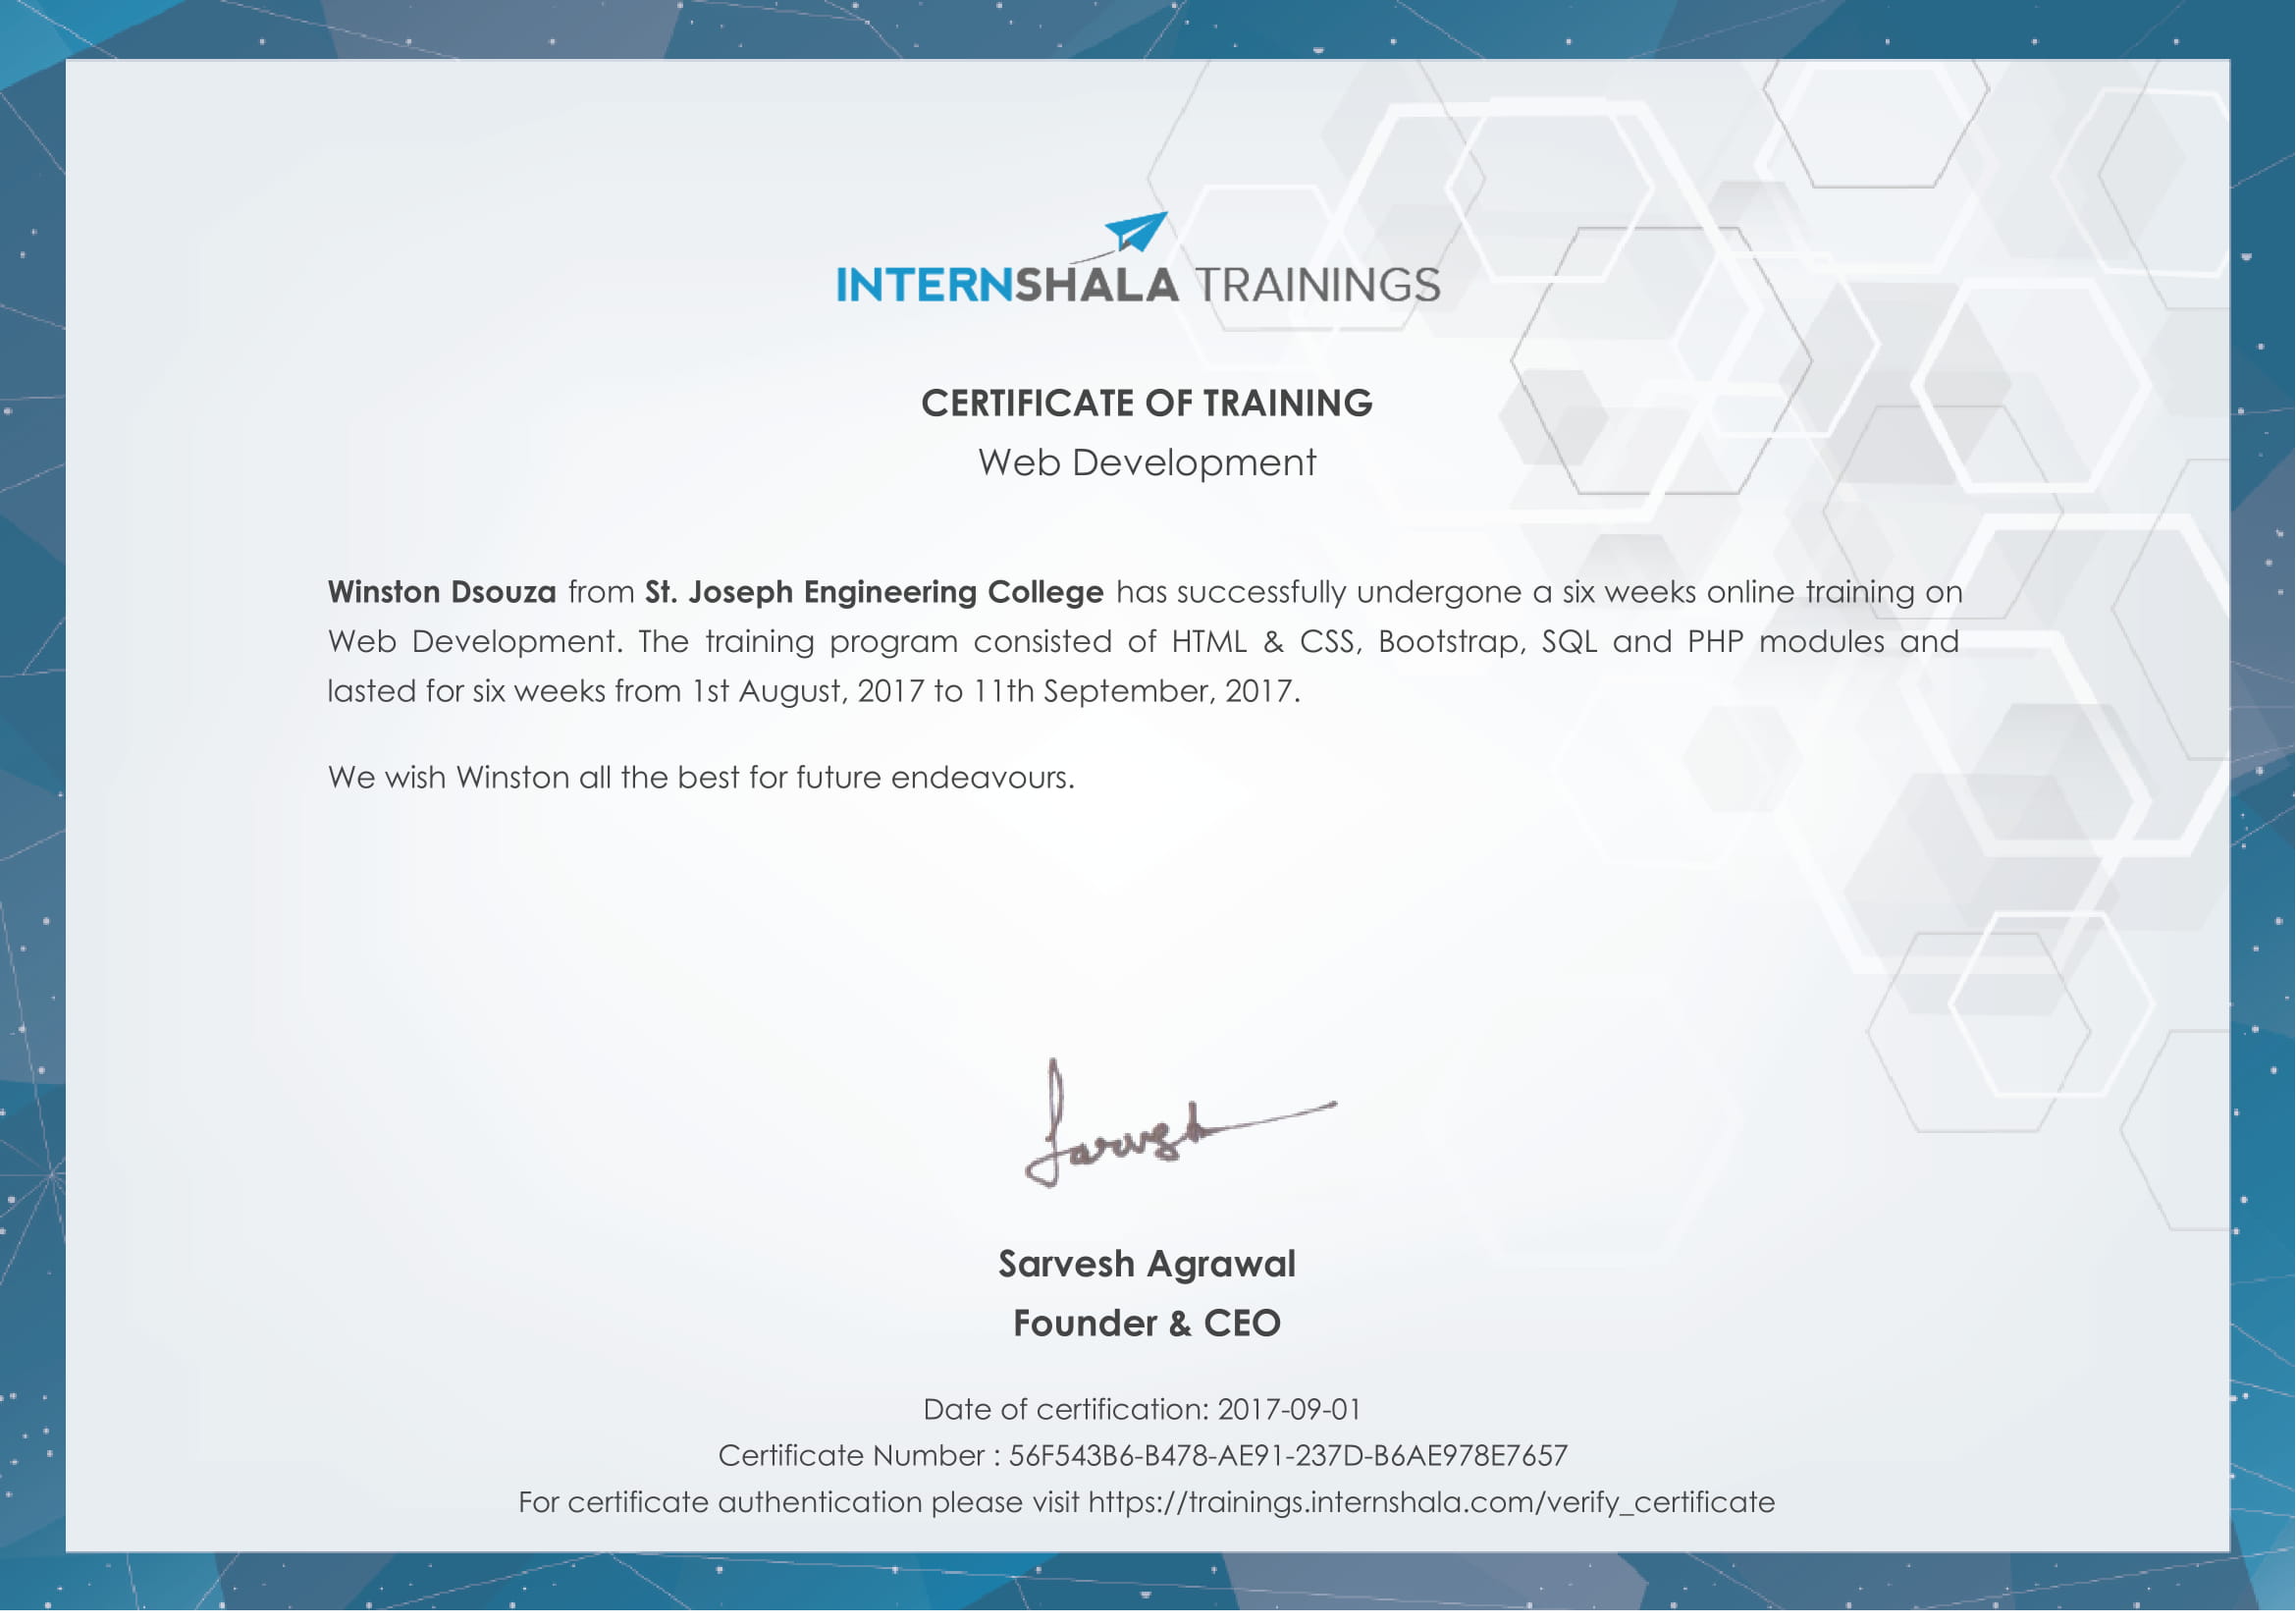 INTERNSHALA TRAININGS
CERTIFICATE OF TRAINING
Web Development
Winston Dsouza from St. Joseph Engineering College has successfully undergone a six weeks online training on
Web Development. The training program consisted of HTML & CSS, Bootstrap, SQL and PHP modules and
lasted for six weeks from 1st August, 2017 to 11th September, 2017.
We wish Winston all the best for future endeavours.
Sarvesh
Sarvesh Agrawal
Founder & CEO
Date of certification: 2017-09-01
Certificate Number : 56F543B6-B478-AE91-237D-B6AE978E7657
For certificate authentication please visit https://trainings.internshala.com/verify_certificate